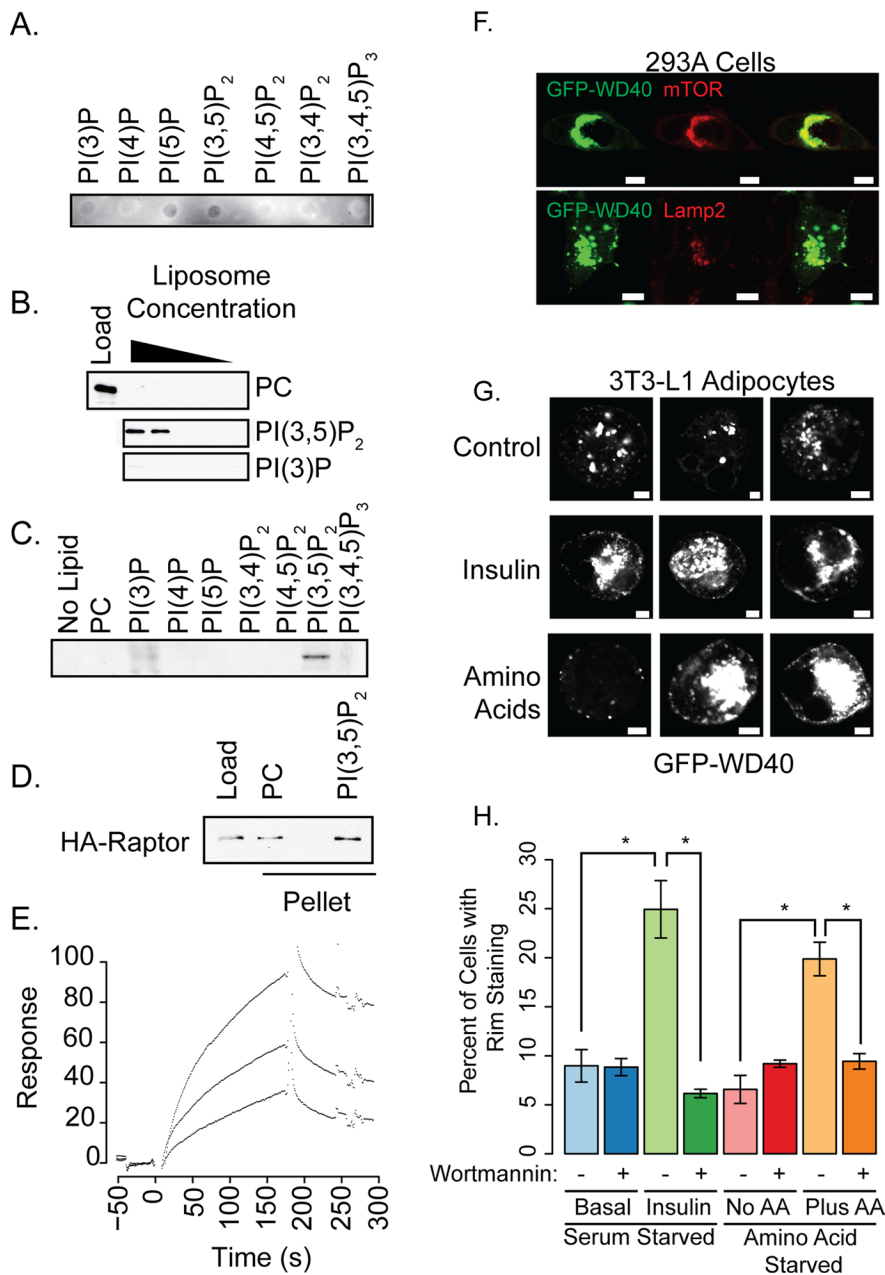 A.
PI(3)P
PI(4)P
PI(5)P
PI(3,5)P2
PI(4,5)P2
PI(3,4)P2
PI(3,4,5)P3
B.
Liposome
Concentration
Load
PC
PI(3,5)P2
PI(3)P
C.
No Lipid
PC
PI(3)P
PI(4)P
PI(5)P
PI(3,4)P2
PI(4,5)P2
PI(3,5)P2
PI(3,4,5)P3
D.
Load
PC
PI(3,5)P2
HA-Raptor
Pellet
E.
Response
100
80
60
40
20
0
-50
0
50
100
150
200
250
300
Time (s)
F.
293A Cells
GFP-WD40 mTOR
GFP-WD40 Lamp2
G.
3T3-L1 Adipocytes
Control
Insulin
Amino
Acids
GFP-WD40
H.
Percent of Cells with
Rim Staining
30
25
20
15
10
5
0
* * * *
Wortmannin: - + - + - + - +
Basal Insulin No AA Plus AA
Serum Starved Amino Acid
Starved